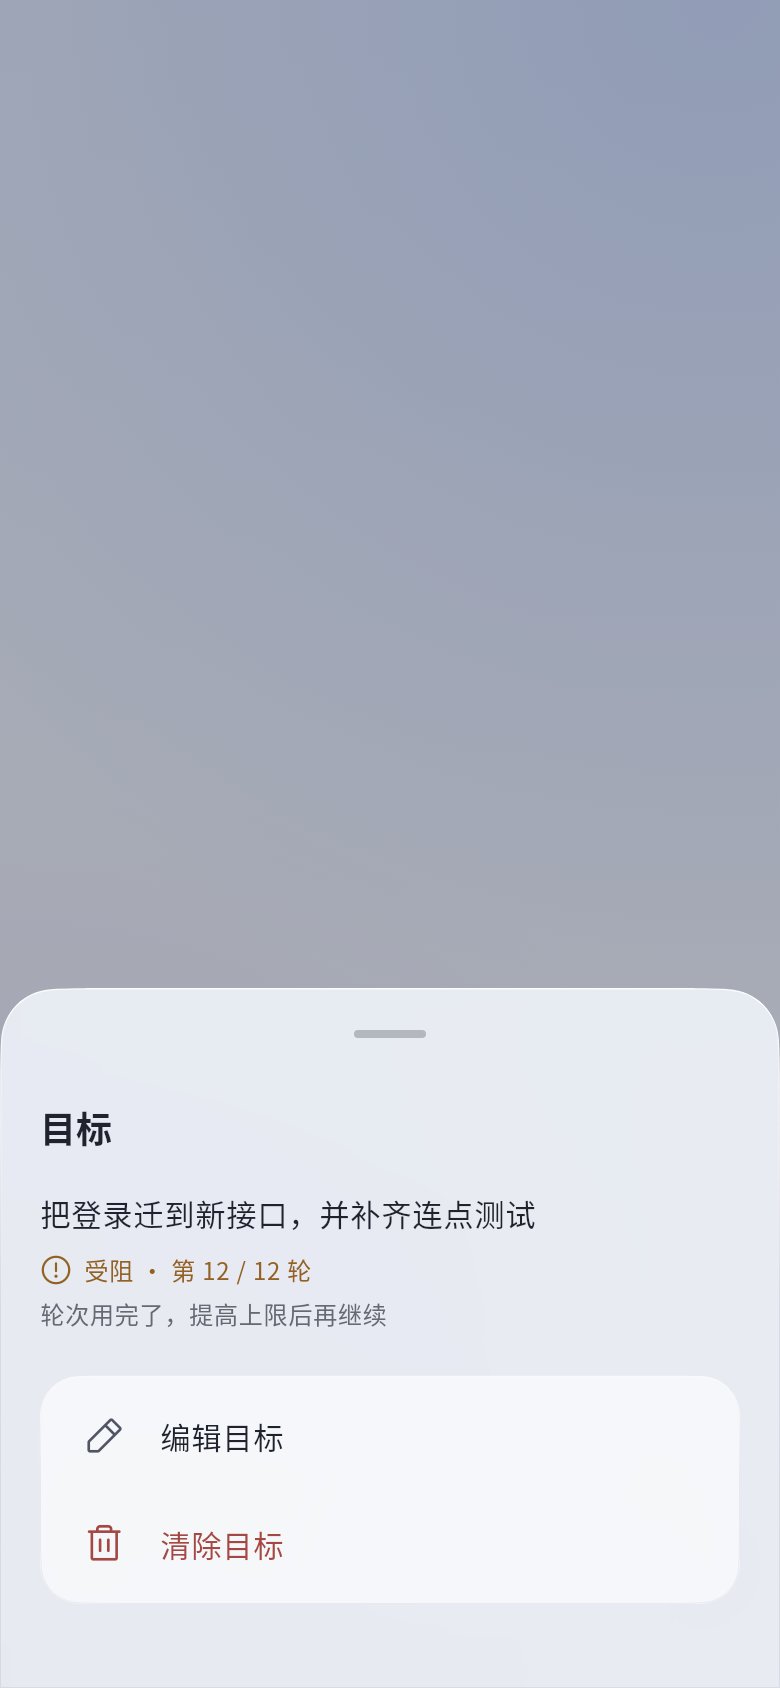 目标
把登录迁到新接口，并补齐连点测试
受阻 · 第 12 / 12 轮
轮次用完了，提高上限后再继续
编辑目标
清除目标